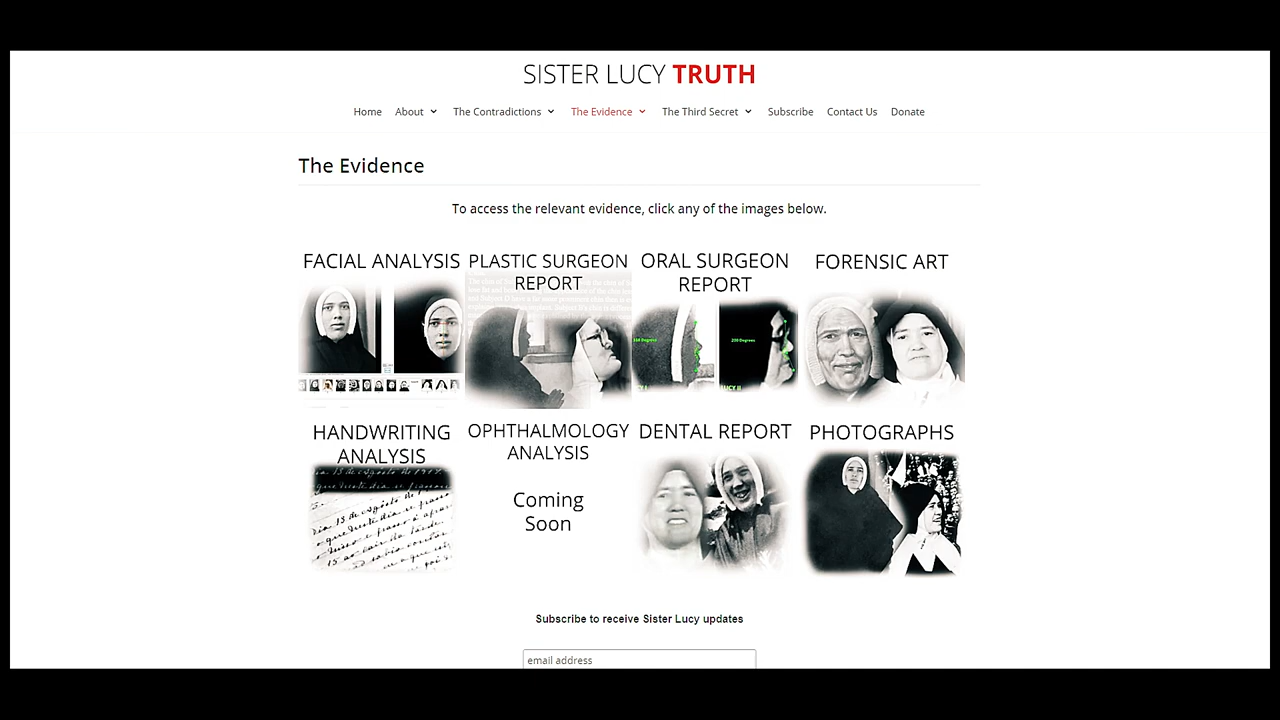 SISTER LUCY TRUTH
Home About The Contradictions The Evidence The Third Secret Subscribe Contact Us Donate
The Evidence
To access the relevant evidence, click any of the images below.
FACIAL ANALYSIS
PLASTIC SURGEON
REPORT
ORAL SURGEON
REPORT
FORENSIC ART
200 Degrees
HANDWRITING
ANALYSIS
OPHTHALMOLOGY
ANALYSIS
Coming
Soon
DENTAL REPORT
PHOTOGRAPHS
Subscribe to receive Sister Lucy updates
email address